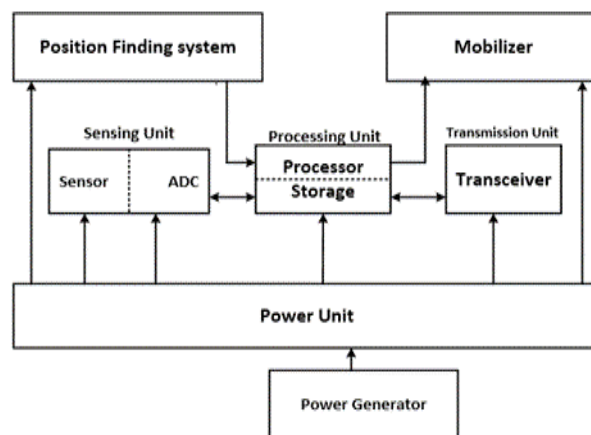 Position Finding system
Mobilizer
Sensing Unit
Processing Unit
Transmission Unit
Sensor
ADC
Processor
Storage
Transceiver
Power Unit
Power Generator